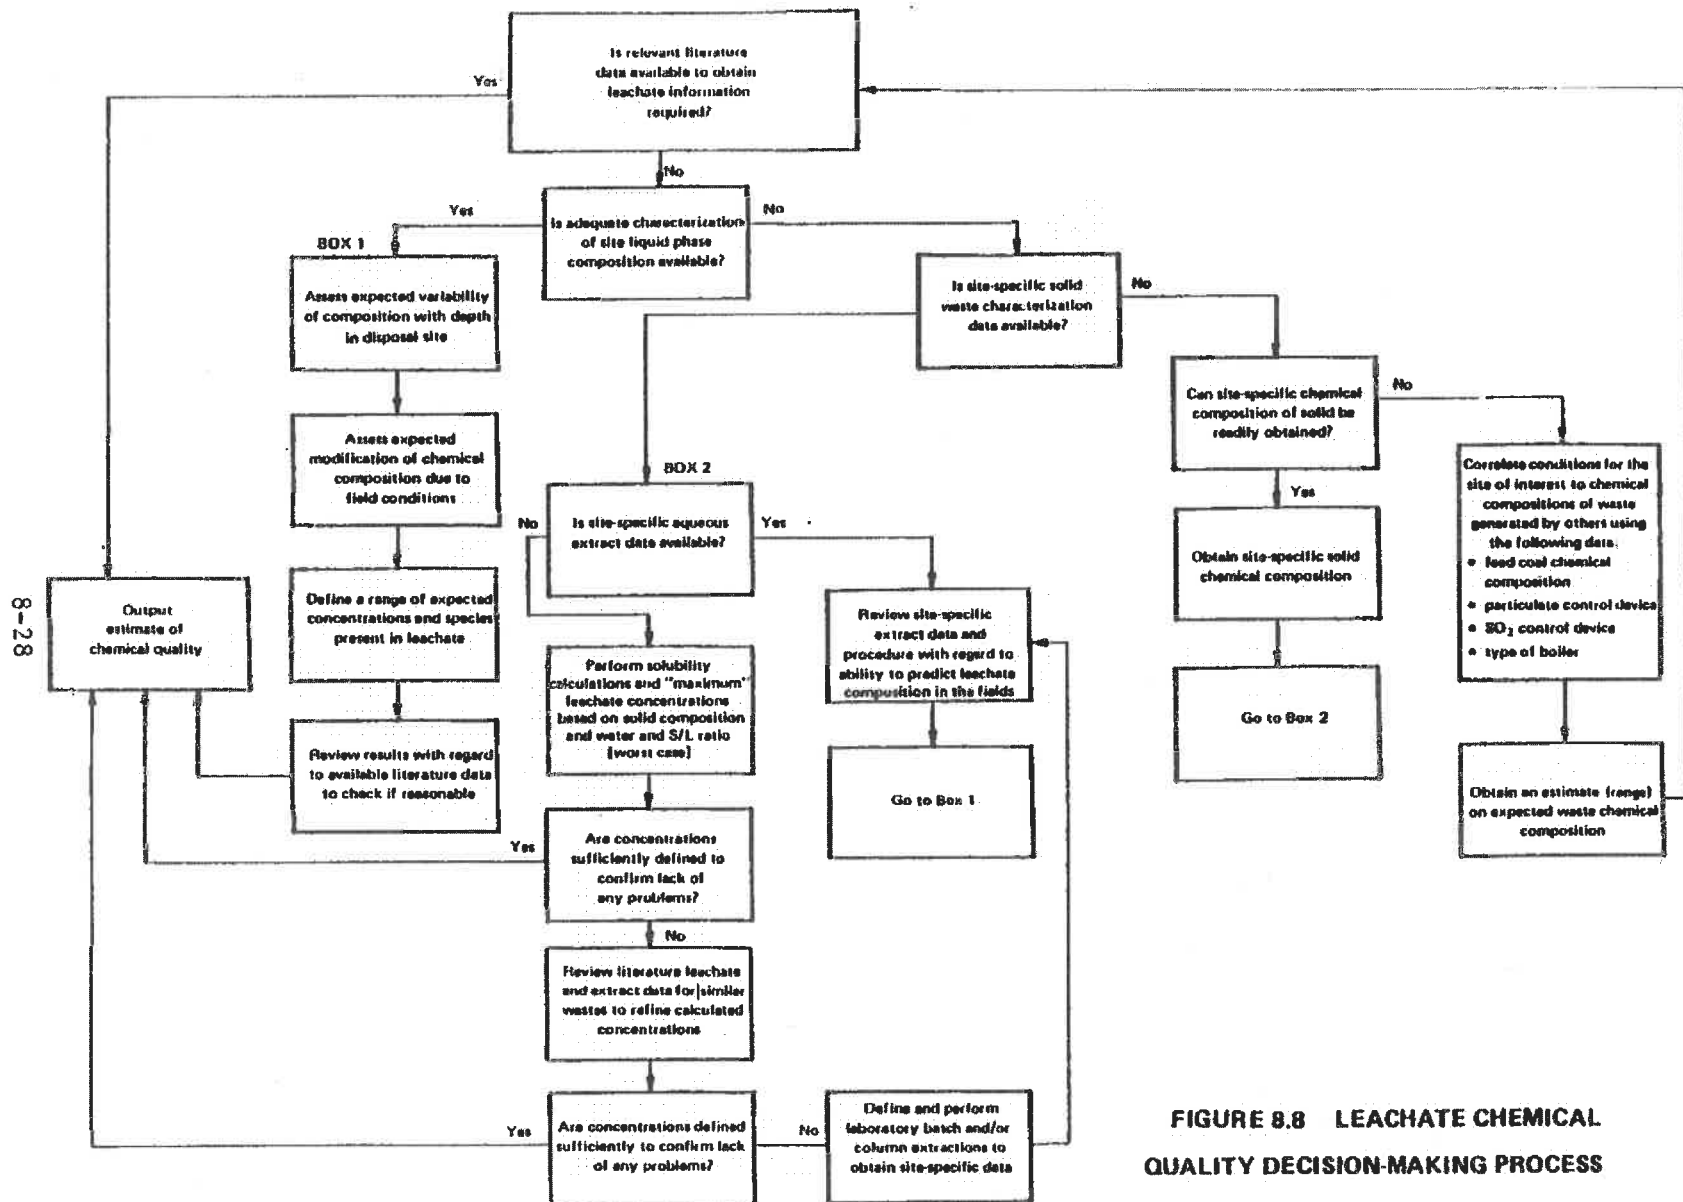 Is relevant literature
data available to obtain
leachate information
required?
Yes
No
Is adequate characterization
of site liquid phase
composition available?
Yes
No
BOX 1
Assess expected variability
of composition with depth
in disposal site
Is site-specific solid
waste characterization
data available?
No
Can site-specific chemical
composition of solid be
readily obtained?
No
Yes
Assess expected
modification of chemical
composition due to
field conditions
BOX 2
Is site-specific aqueous
extract data available?
No
Yes
Correlate conditions for the
site of interest to chemical
compositions of waste
generated by others using
the following data
• feed coal chemical
composition
• particulate control device
• SO2 control device
• type of boiler
Obtain site-specific solid
chemical composition
Define a range of expected
concentrations and species
present in leachate
Output
estimate of
chemical quality
8-28
Review site-specific
extract data and
procedure with regard to
ability to predict leachate
composition in the fields
Perform solubility
calculations and "maximum"
leachate concentrations
based on solid composition
and water and S/L ratio
[worst case]
Go to Box 2
Review results with regard
to available literature data
to check if reasonable
Go to Box 1
Obtain an estimate (range)
on expected waste chemical
composition
Are concentrations
sufficiently defined to
confirm lack of
any problems?
Yes
No
Review literature leachate
and extract data for similar
wastes to refine calculated
concentrations
Are concentrations defined
sufficiently to confirm lack
of any problems?
Yes
No
Define and perform
laboratory batch and/or
column extractions to
obtain site-specific data
FIGURE 8.8 LEACHATE CHEMICAL
QUALITY DECISION-MAKING PROCESS